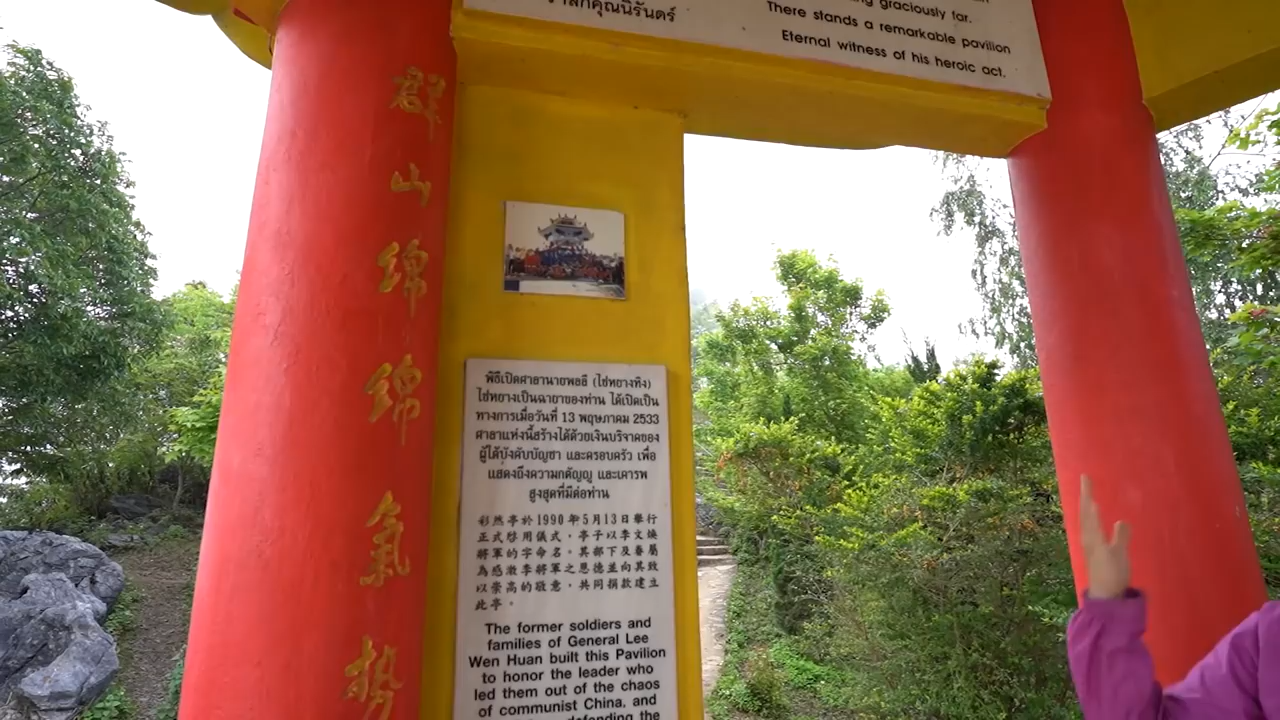 graciously far.
There stands a remarkable pavilion
Eternal witness of his heroic act.
群山綿綿氣勢
พิธีเปิดศาลานายพลลี (ไซ่หยางทิง)
ไซ่หยางเป็นฉายาของท่าน ได้เปิดเป็น
ทางการเมื่อวันที่ 13 พฤษภาคม 2533
ศาลาแห่งนี้สร้างได้ด้วยเงินบริจาคของ
ผู้ใต้บังคับบัญชา และครอบครัว เพื่อ
แสดงถึงความกตัญญู และเคารพ
สูงสุดที่มีต่อท่าน
彩然亭於1990年5月13日舉行
正式啓用儀式，亭子以李文煥
將軍的字命名。其部下及眷屬
為感激李將軍之恩德並向其致
以崇高的敬意，共同捐款建立
此亭。
The former soldiers and
families of General Lee
Wen Huan built this Pavilion
to honor the leader who
led them out of the chaos
of communist China, and
defending the